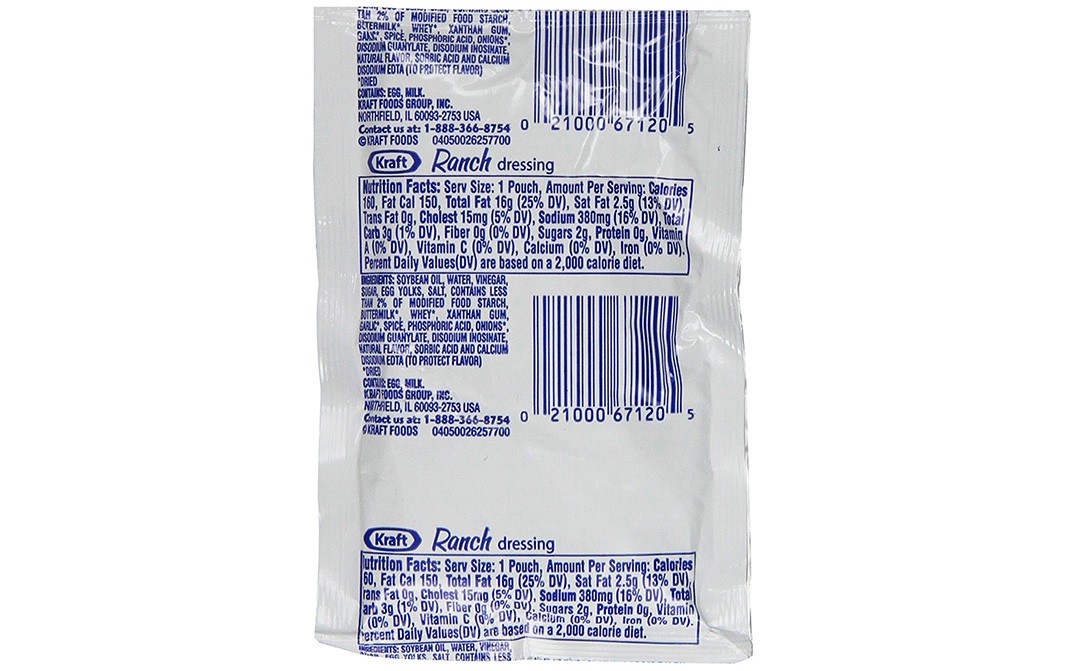 THAN 2% OF MODIFIED FOOD STARCH,
BUTTERMILK*, WHEY*, XANTHAN GUM,
SPICE, PHOSPHORIC ACID, ONIONS*,
DISODIUM GUANYLATE, DISODIUM INOSINATE,
NATURAL FLAVOR, SORBIC ACID AND CALCIUM
DISODIUM EDTA (TO PROTECT FLAVOR)
*DRIED
CONTAINS: EGG, MILK.
KRAFT FOODS GROUP, INC.
NORTHFIELD, IL 60093-2753 USA
Contact us at: 1-888-366-8754
© KRAFT FOODS 04050026257700
0 21000 67120 5
Kraft Ranch dressing
Nutrition Facts: Serv Size: 1 Pouch, Amount Per Serving: Calories
160, Fat Cal 150, Total Fat 16g (25% DV), Sat Fat 2.5g (13% DV),
Trans Fat 0g, Cholest 15mg (5% DV), Sodium 380mg (16% DV), Total
Carb 3g (1% DV), Fiber 0g (0% DV), Sugars 2g, Protein 0g, Vitamin
A (0% DV), Vitamin C (0% DV), Calcium (0% DV), Iron (0% DV).
Percent Daily Values(DV) are based on a 2,000 calorie diet.
INGREDIENTS: SOYBEAN OIL, WATER, VINEGAR,
SUGAR, EGG YOLKS, SALT, CONTAINS LESS
THAN 2% OF MODIFIED FOOD STARCH,
BUTTERMILK*, WHEY*, XANTHAN GUM,
GARLIC*, SPICE, PHOSPHORIC ACID, ONIONS*,
DISODIUM GUANYLATE, DISODIUM INOSINATE,
NATURAL FLAVOR, SORBIC ACID AND CALCIUM
DISODIUM EDTA (TO PROTECT FLAVOR)
*DRIED
CONTAINS: EGG, MILK.
KRAFT FOODS GROUP, INC.
NORTHFIELD, IL 60093-2753 USA
Contact us at: 1-888-366-8754
© KRAFT FOODS 04050026257700
0 21000 67120 5
Kraft Ranch dressing
utrition Facts: Serv Size: 1 Pouch, Amount Per Serving: Calories
60, Fat Cal 150, Total Fat 16g (25% DV), Sat Fat 2.5g (13% DV),
rans Fat 0g, Cholest 15mg (5% DV), Sodium 380mg (16% DV), Total
arb 3g (1% DV), Fiber 0g (0% DV), Sugars 2g, Protein 0g, Vitamin
(0% DV), Vitamin C (0% DV), Calcium (0% DV), Iron (0% DV).
ercent Daily Values(DV) are based on a 2,000 calorie diet.
INGREDIENTS: SOYBEAN OIL, WATER, VINEGAR,
EGG YOLKS, SALT, CONTAINS LESS